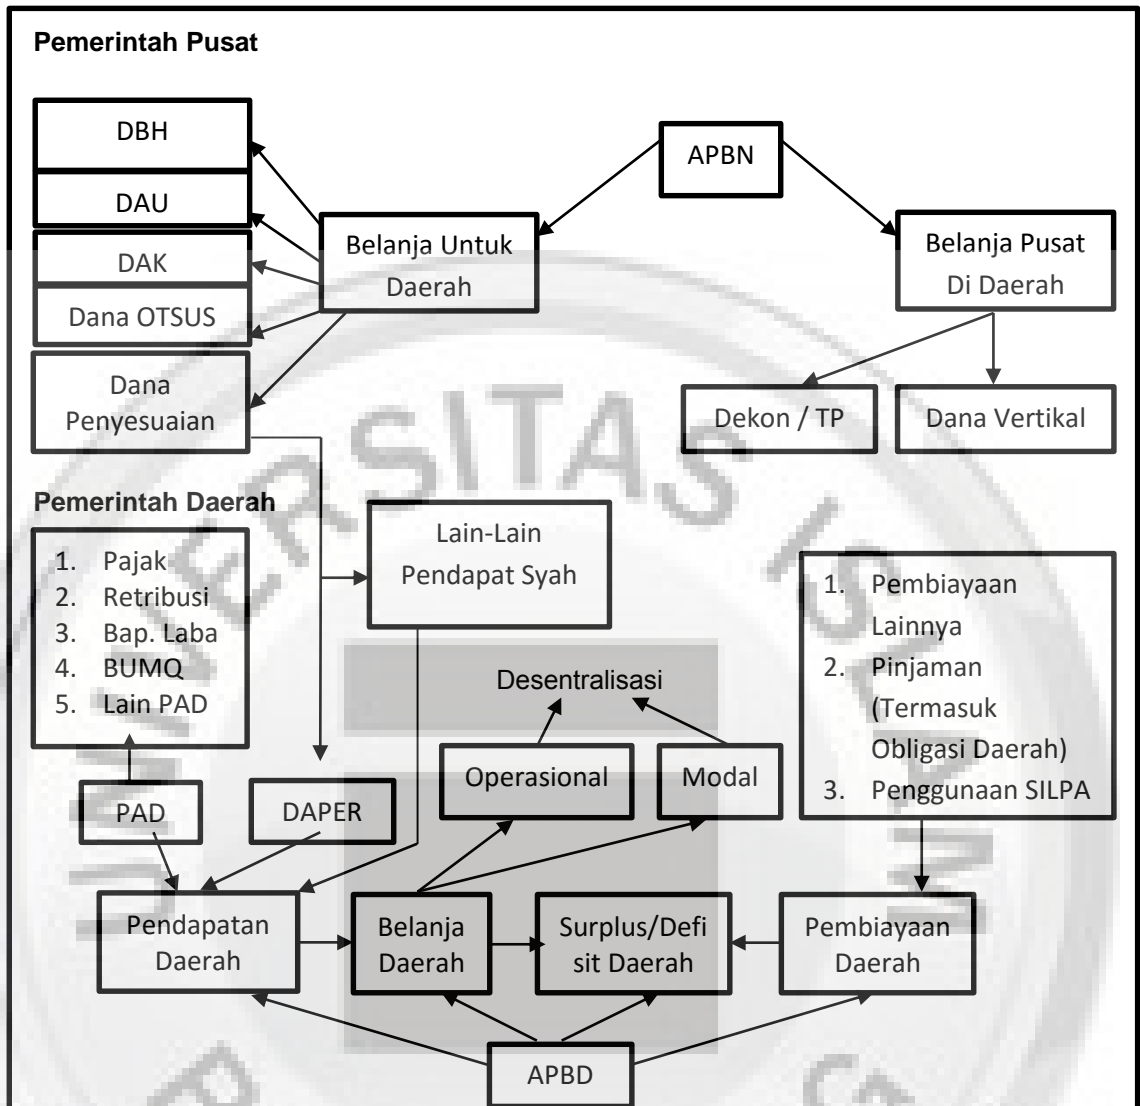 Pemerintah Pusat
DBH
APBN
DAU
Belanja Untuk
Daerah
Belanja Pusat
Di Daerah
DAK
Dana OTSUS
Dana
Penyesuaian
Dekon / TP
Dana Vertikal
Pemerintah Daerah
Lain-Lain
Pendapat Syah
1. Pajak
2. Retribusi
3. Bap. Laba
4. BUMQ
5. Lain PAD
1. Pembiayaan
Lainnya
2. Pinjaman
(Termasuk
Obligasi Daerah)
3. Penggunaan SILPA
Desentralisasi
Operasional
Modal
PAD
DAPER
Pendapatan
Daerah
Belanja
Daerah
Surplus/Defi
sit Daerah
Pembiayaan
Daerah
APBD
UNIVERSITAS ISLAM